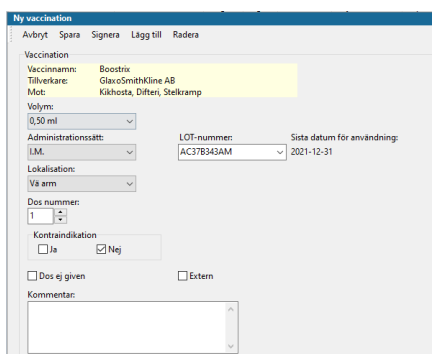 Ny vaccination
Avbryt Spara Signera Lägg till Radera
Vaccination
Vaccinnamn: Boostrix
Tillverkare: GlaxoSmithKline AB
Mot: Kikhosta, Difteri, Stelkramp
Volym:
0,50 ml
Administrationssätt: LOT-nummer: Sista datum för användning:
I.M. AC37B343AM 2021-12-31
Lokalisation:
Vä arm
Dos nummer:
1
Kontraindikation
Ja Nej
Dos ej given Extern
Kommentar: